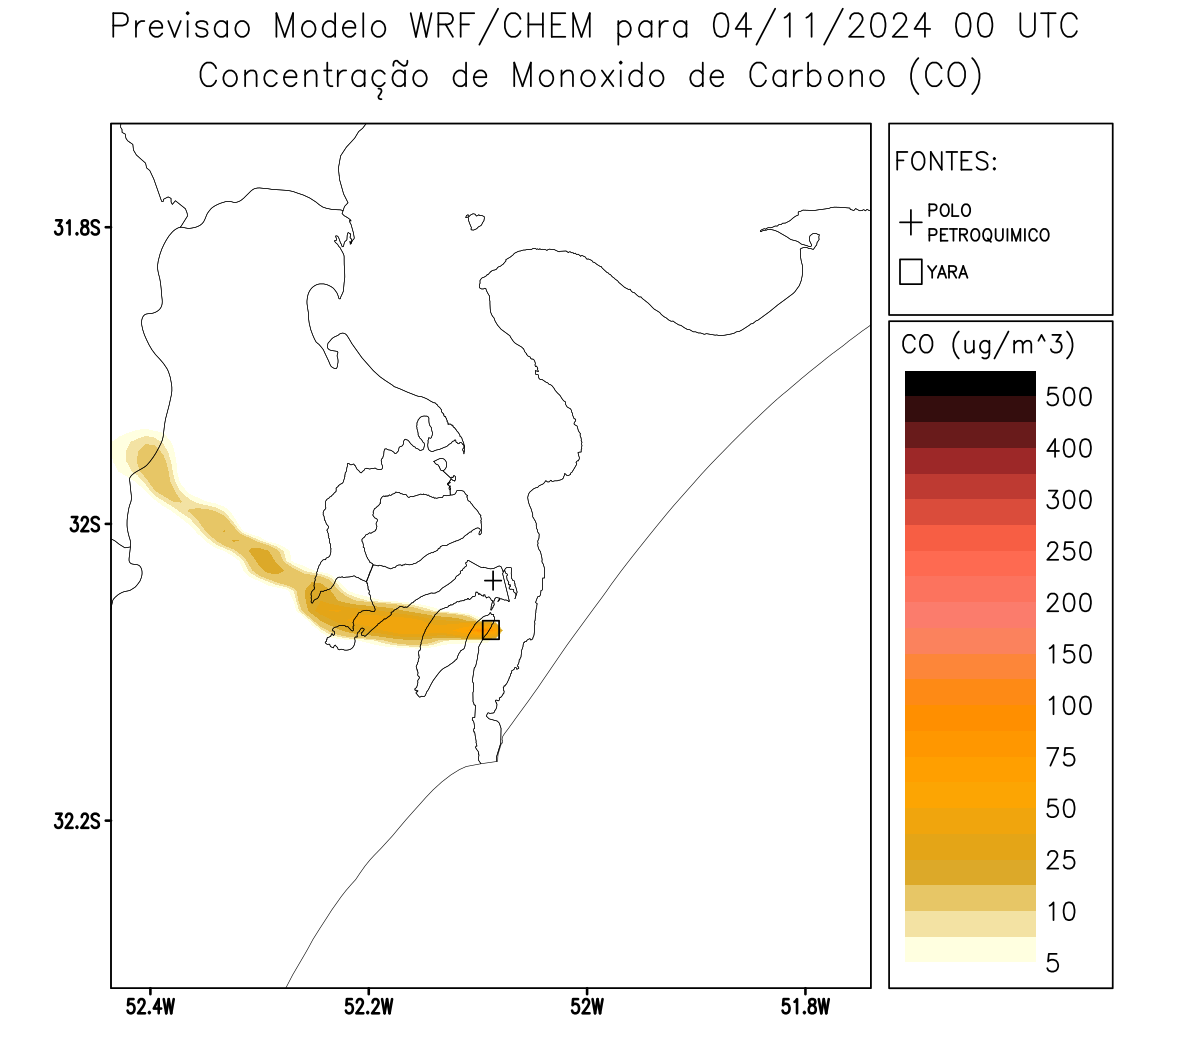 Previsao Modelo WRF/CHEM para 04/11/2024 00 UTC
Concentração de Monoxido de Carbono (CO)
FONTES:
POLO
PETROQUIMICO
YARA
CO (ug/m^3)
500
400
300
250
200
150
100
75
50
25
10
5
31.8S
32S
32.2S
52.4W
52.2W
52W
51.8W